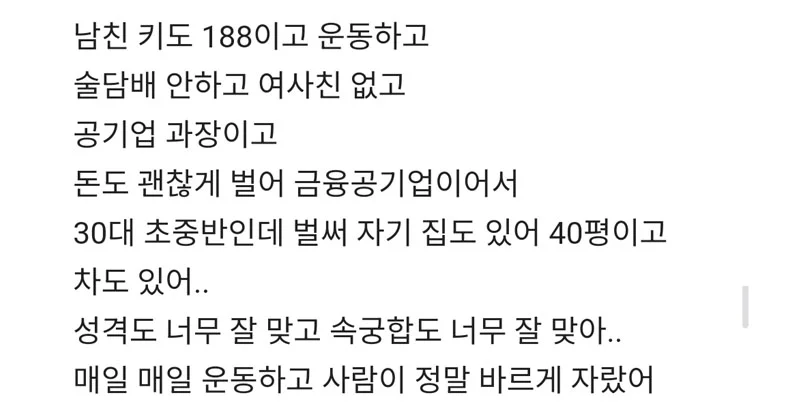 남친 키도 188이고 운동하고
술담배 안하고 여사친 없고
공기업 과장이고
돈도 괜찮게 벌어 금융공기업이어서
30대 초중반인데 벌써 자기 집도 있어 40평이고
차도 있어..
성격도 너무 잘 맞고 속궁합도 너무 잘 맞아..
매일 매일 운동하고 사람이 정말 바르게 자랐어